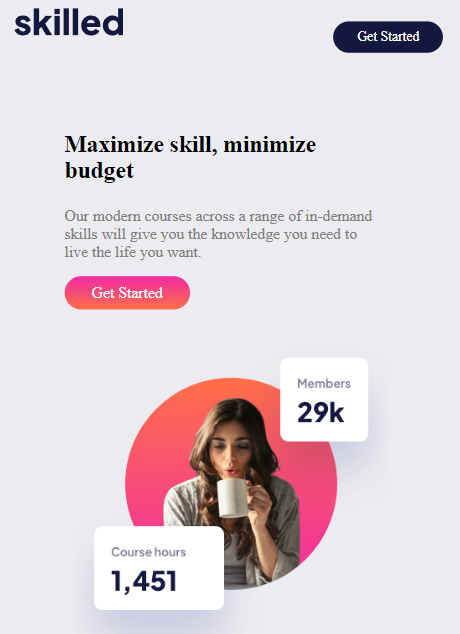 skilled
Get Started
Maximize skill, minimize
budget
Our modern courses across a range of in-demand
skills will give you the knowledge you need to
live the life you want.
Get Started
Members
29k
Course hours
1,451